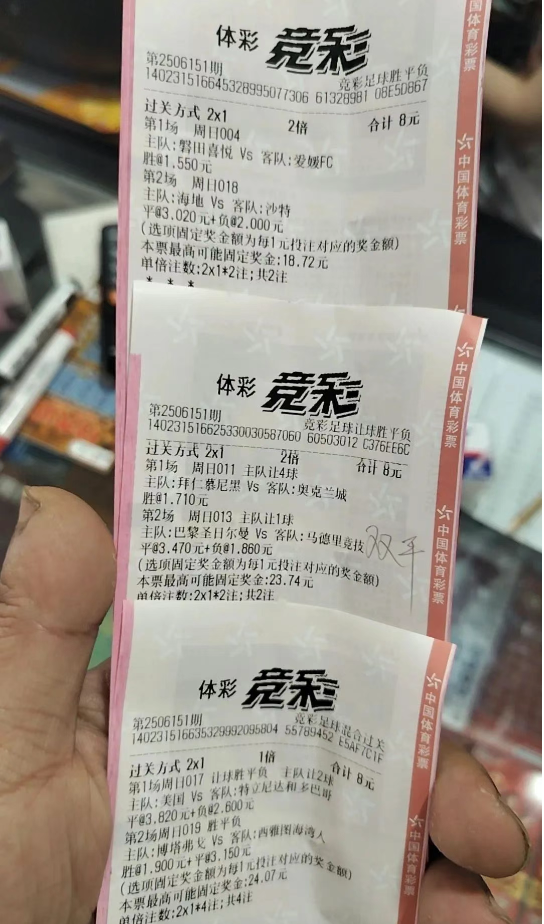 体彩 竞彩
第2506151期 竞彩足球胜平负
140231516645328995077306 61328981 08E5D867
过关方式 2x1 2倍 合计 8元
第1场 周日004
主队:磐田喜悦 Vs 客队:爱媛FC
胜@1.550元
第2场 周日018
主队:海地 Vs 客队:沙特
平@3.020元+负@2.000元
(选项固定奖金额为每1元投注对应的奖金额)
本票最高可能固定奖金:18.72元
单倍注数:2x1*2注;共2注
* * *
体育彩票
中国体育彩票
体彩 竞彩
第2506151期 竞彩足球让球胜平负
140231516625330030587060 60503012 C376EE6C
过关方式 2x1 2倍 合计 8元
第1场 周日011 主队让4球
主队:拜仁慕尼黑 Vs 客队:奥克兰城
胜@1.710元
第2场 周日013 主队让1球
主队:巴黎圣日尔曼 Vs 客队:马德里竞技
双平
平@3.470元+负@1.860元
(选项固定奖金额为每1元投注对应的奖金额)
本票最高可能固定奖金:23.74元
单倍注数:2x1*2注;共2注
中国体育彩票
中国体育彩票
体彩 竞彩
第2506151期 竞彩足球混合过关
140231516635329992095804 55789452 E5AF7C1F
过关方式 2x1 1倍 合计 8元
第1场周日017 让球胜平负 主队让2球
主队:美国 Vs 客队:特立尼达和多巴哥
平@3.820元+负@2.600元
第2场周日019 胜平负
主队:博塔弗戈 Vs 客队:西雅图海湾人
胜@1.900元+平@3.150元
(选项固定奖金额为每1元投注对应的奖金额)
本票最高可能固定奖金:24.07元
单倍注数:2x1*4注;共4注
中国体育彩票
中国体育彩票